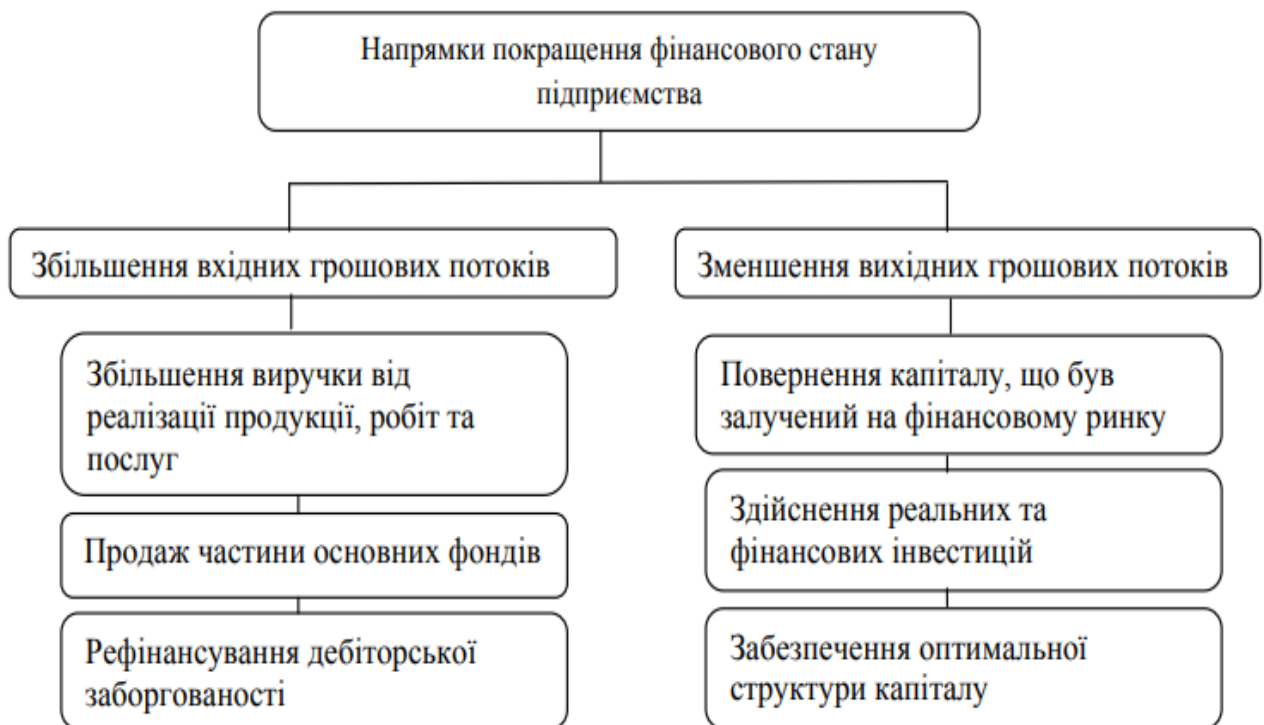 Напрямки покращення фінансового стану
підприємства
Збільшення вхідних грошових потоків
Зменшення вихідних грошових потоків
Збільшення виручки від
реалізації продукції, робіт та
послуг
Продаж частини основних фондів
Рефінансування дебіторської
заборгованості
Повернення капіталу, що був
залучений на фінансовому ринку
Здійснення реальних та
фінансових інвестицій
Забезпечення оптимальної
структури капіталу